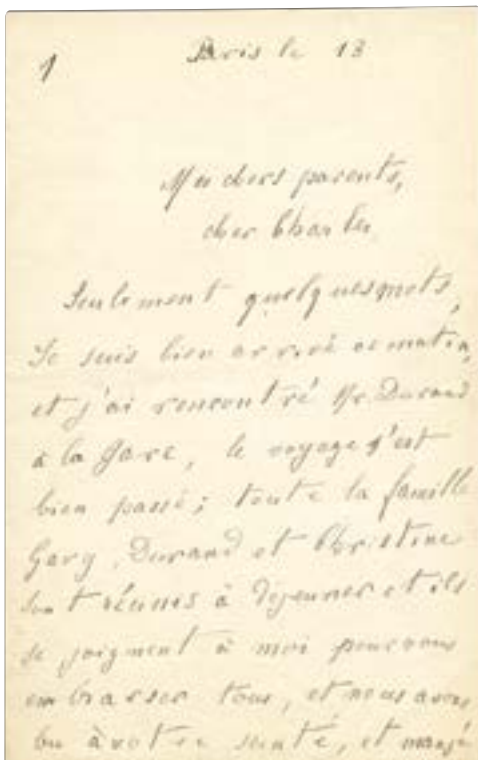 1
Paris le 13
Mes chers parents,
cher Charles,
Seulement quelques mots,
Je suis bien arrivé ce matin,
et j'ai rencontré Mr. Durand
à la Gare, le voyage s'est
bien passé; toute la famille
Gary, Durand et Christine
sont réunis à déjeuner et ils
se joignent à moi pour vous
embrasser tous, et nous avons
bu à votre santé, et mangé